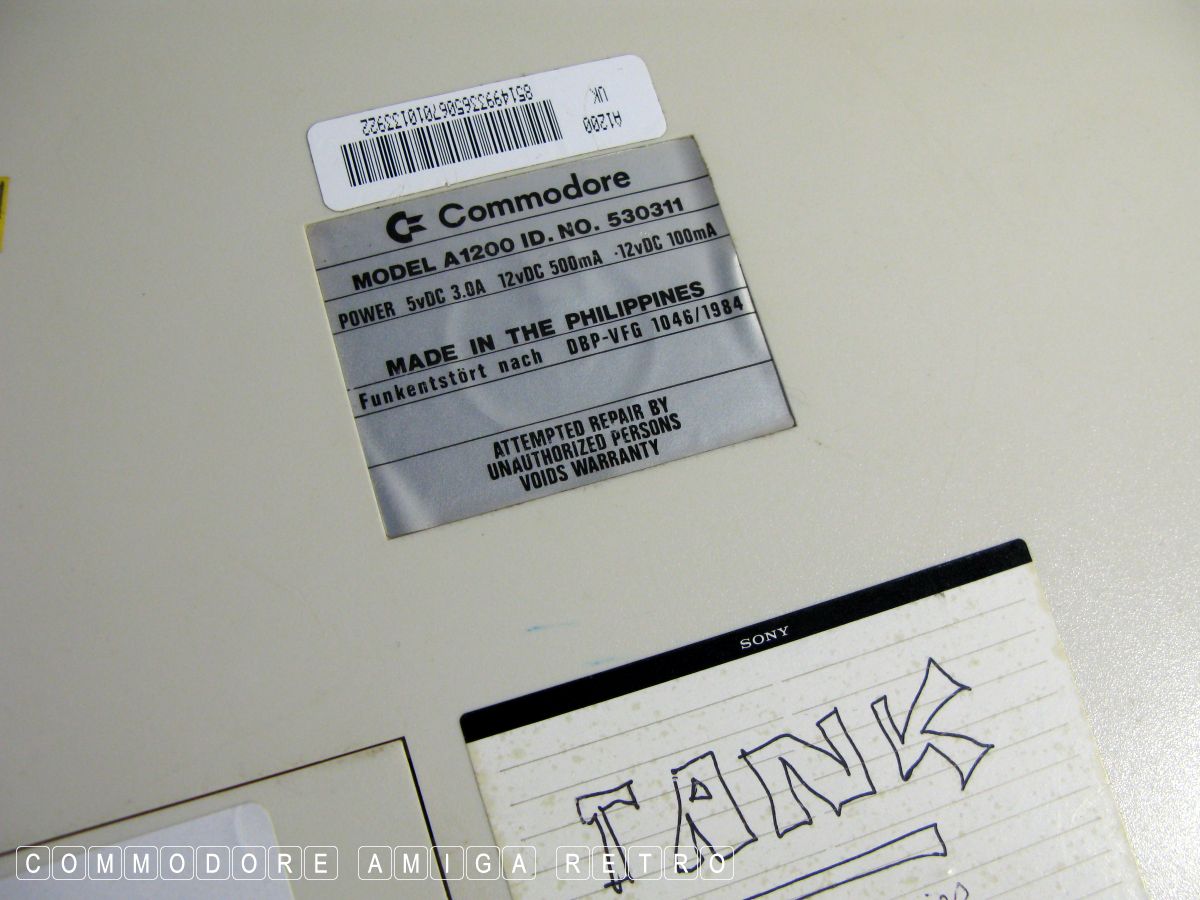 A1200
UK
8514993365067010133922
Commodore
MODEL A1200 ID. NO. 530311
POWER 5vDC 3.0A 12vDC 500mA -12vDC 100mA
MADE IN THE PHILIPPINES
Funkentstört nach DBP-VFG 1046/1984
ATTEMPTED REPAIR BY
UNAUTHORIZED PERSONS
VOIDS WARRANTY
SONY
TANK
COMMODORE AMIGA RETRO